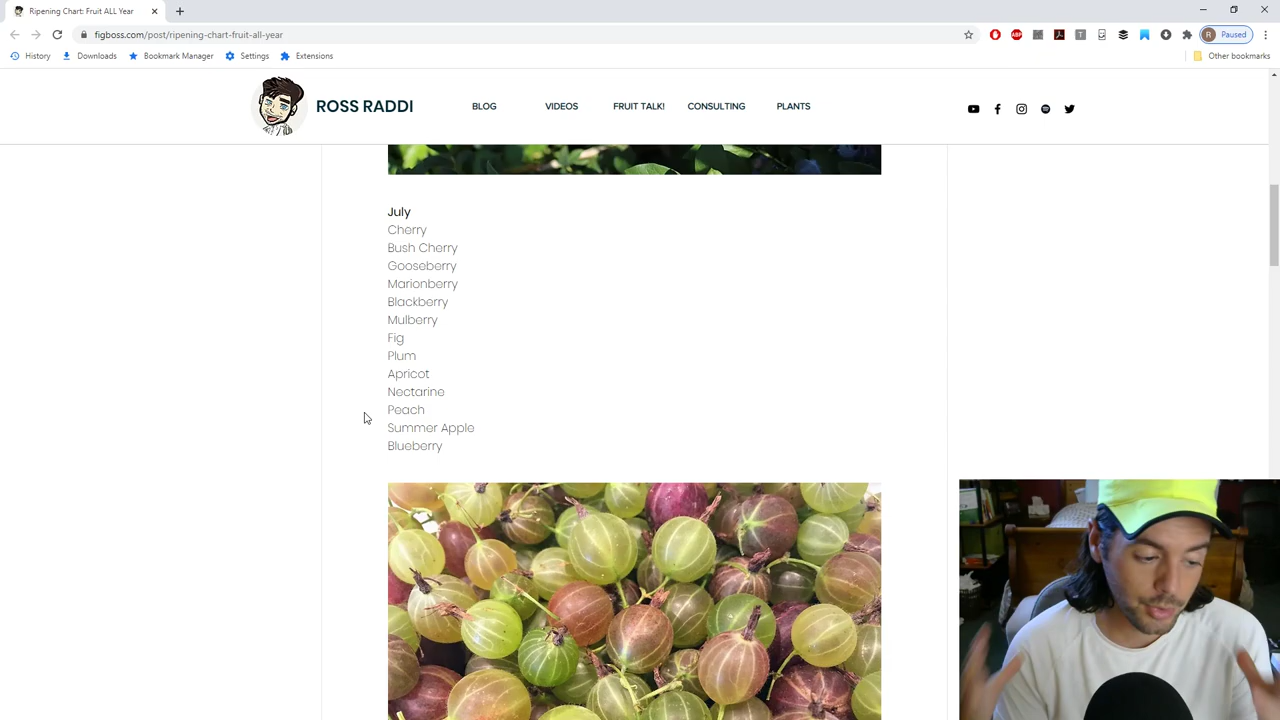 Ripening Chart: Fruit ALL Year
figboss.com/post/ripening-chart-fruit-all-year
ABP
T
R Paused
History Downloads Bookmark Manager Settings Extensions Other bookmarks
ROSS RADDI BLOG VIDEOS FRUIT TALK! CONSULTING PLANTS
July
Cherry
Bush Cherry
Gooseberry
Marionberry
Blackberry
Mulberry
Fig
Plum
Apricot
Nectarine
Peach
Summer Apple
Blueberry